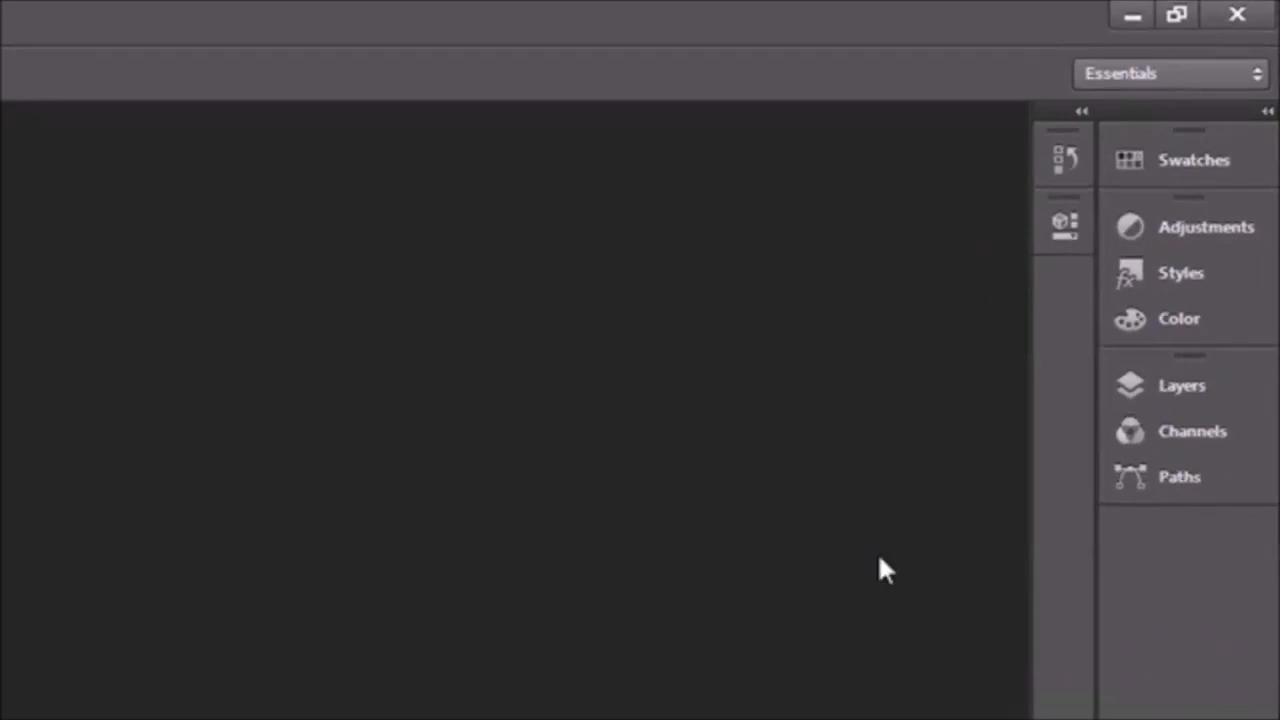 Essentials
Swatches
Adjustments
Styles
Color
Layers
Channels
Paths